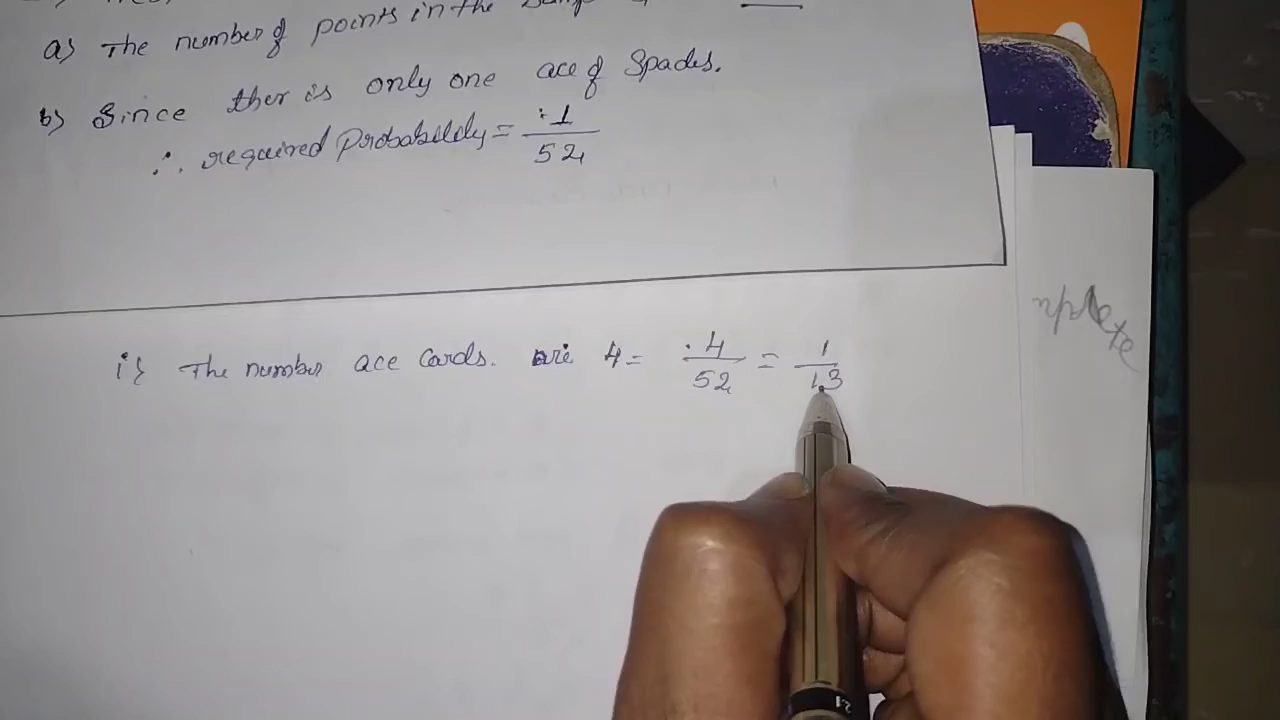 a) The number of points in the
b) Since ther is only one ace of Spades.
∴ required probability = 1/52
i} The number ace Cards. are 4 = 4/52 = 1/13